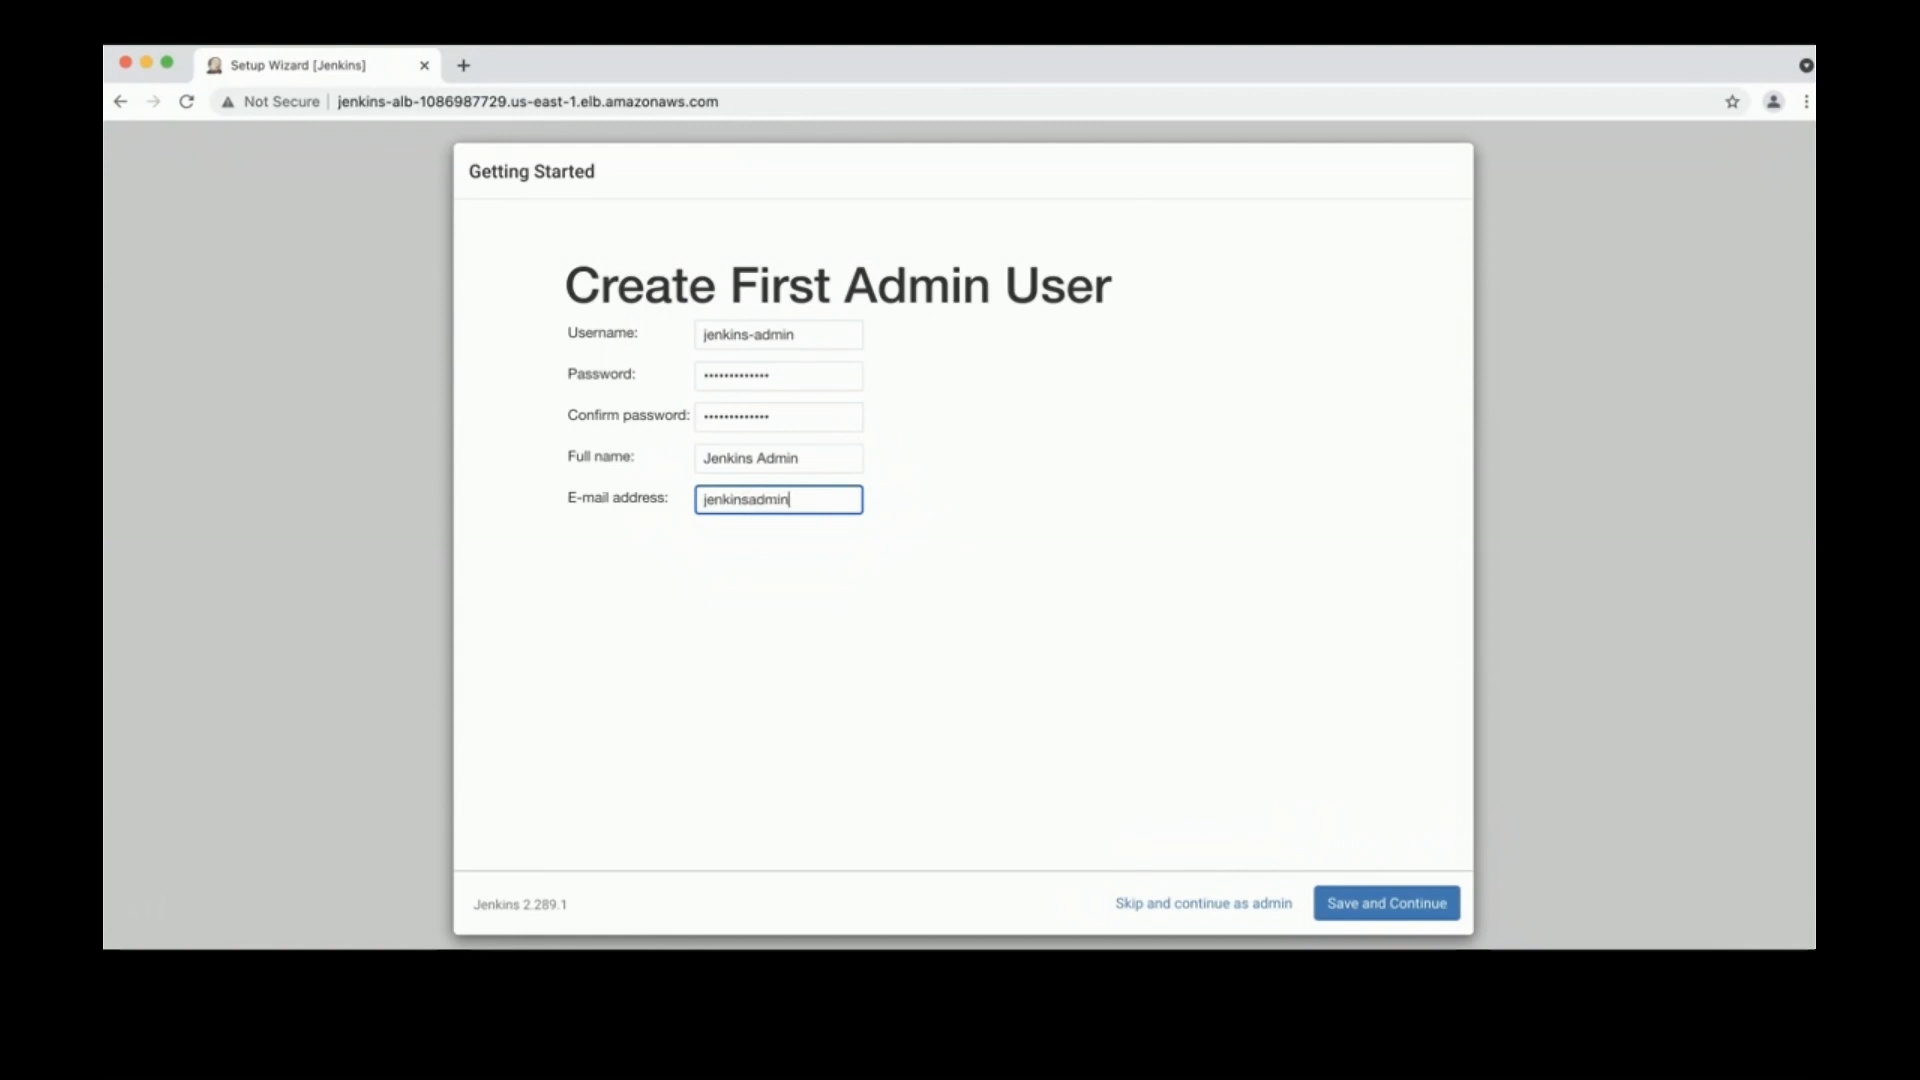 Setup Wizard [Jenkins]
Not Secure | jenkins-alb-1086987729.us-east-1.elb.amazonaws.com
Getting Started
Create First Admin User
Username: jenkins-admin
Password: •••••••••••••
Confirm password: •••••••••••••
Full name: Jenkins Admin
E-mail address: jenkinsadmin
Jenkins 2.289.1 Skip and continue as admin Save and Continue